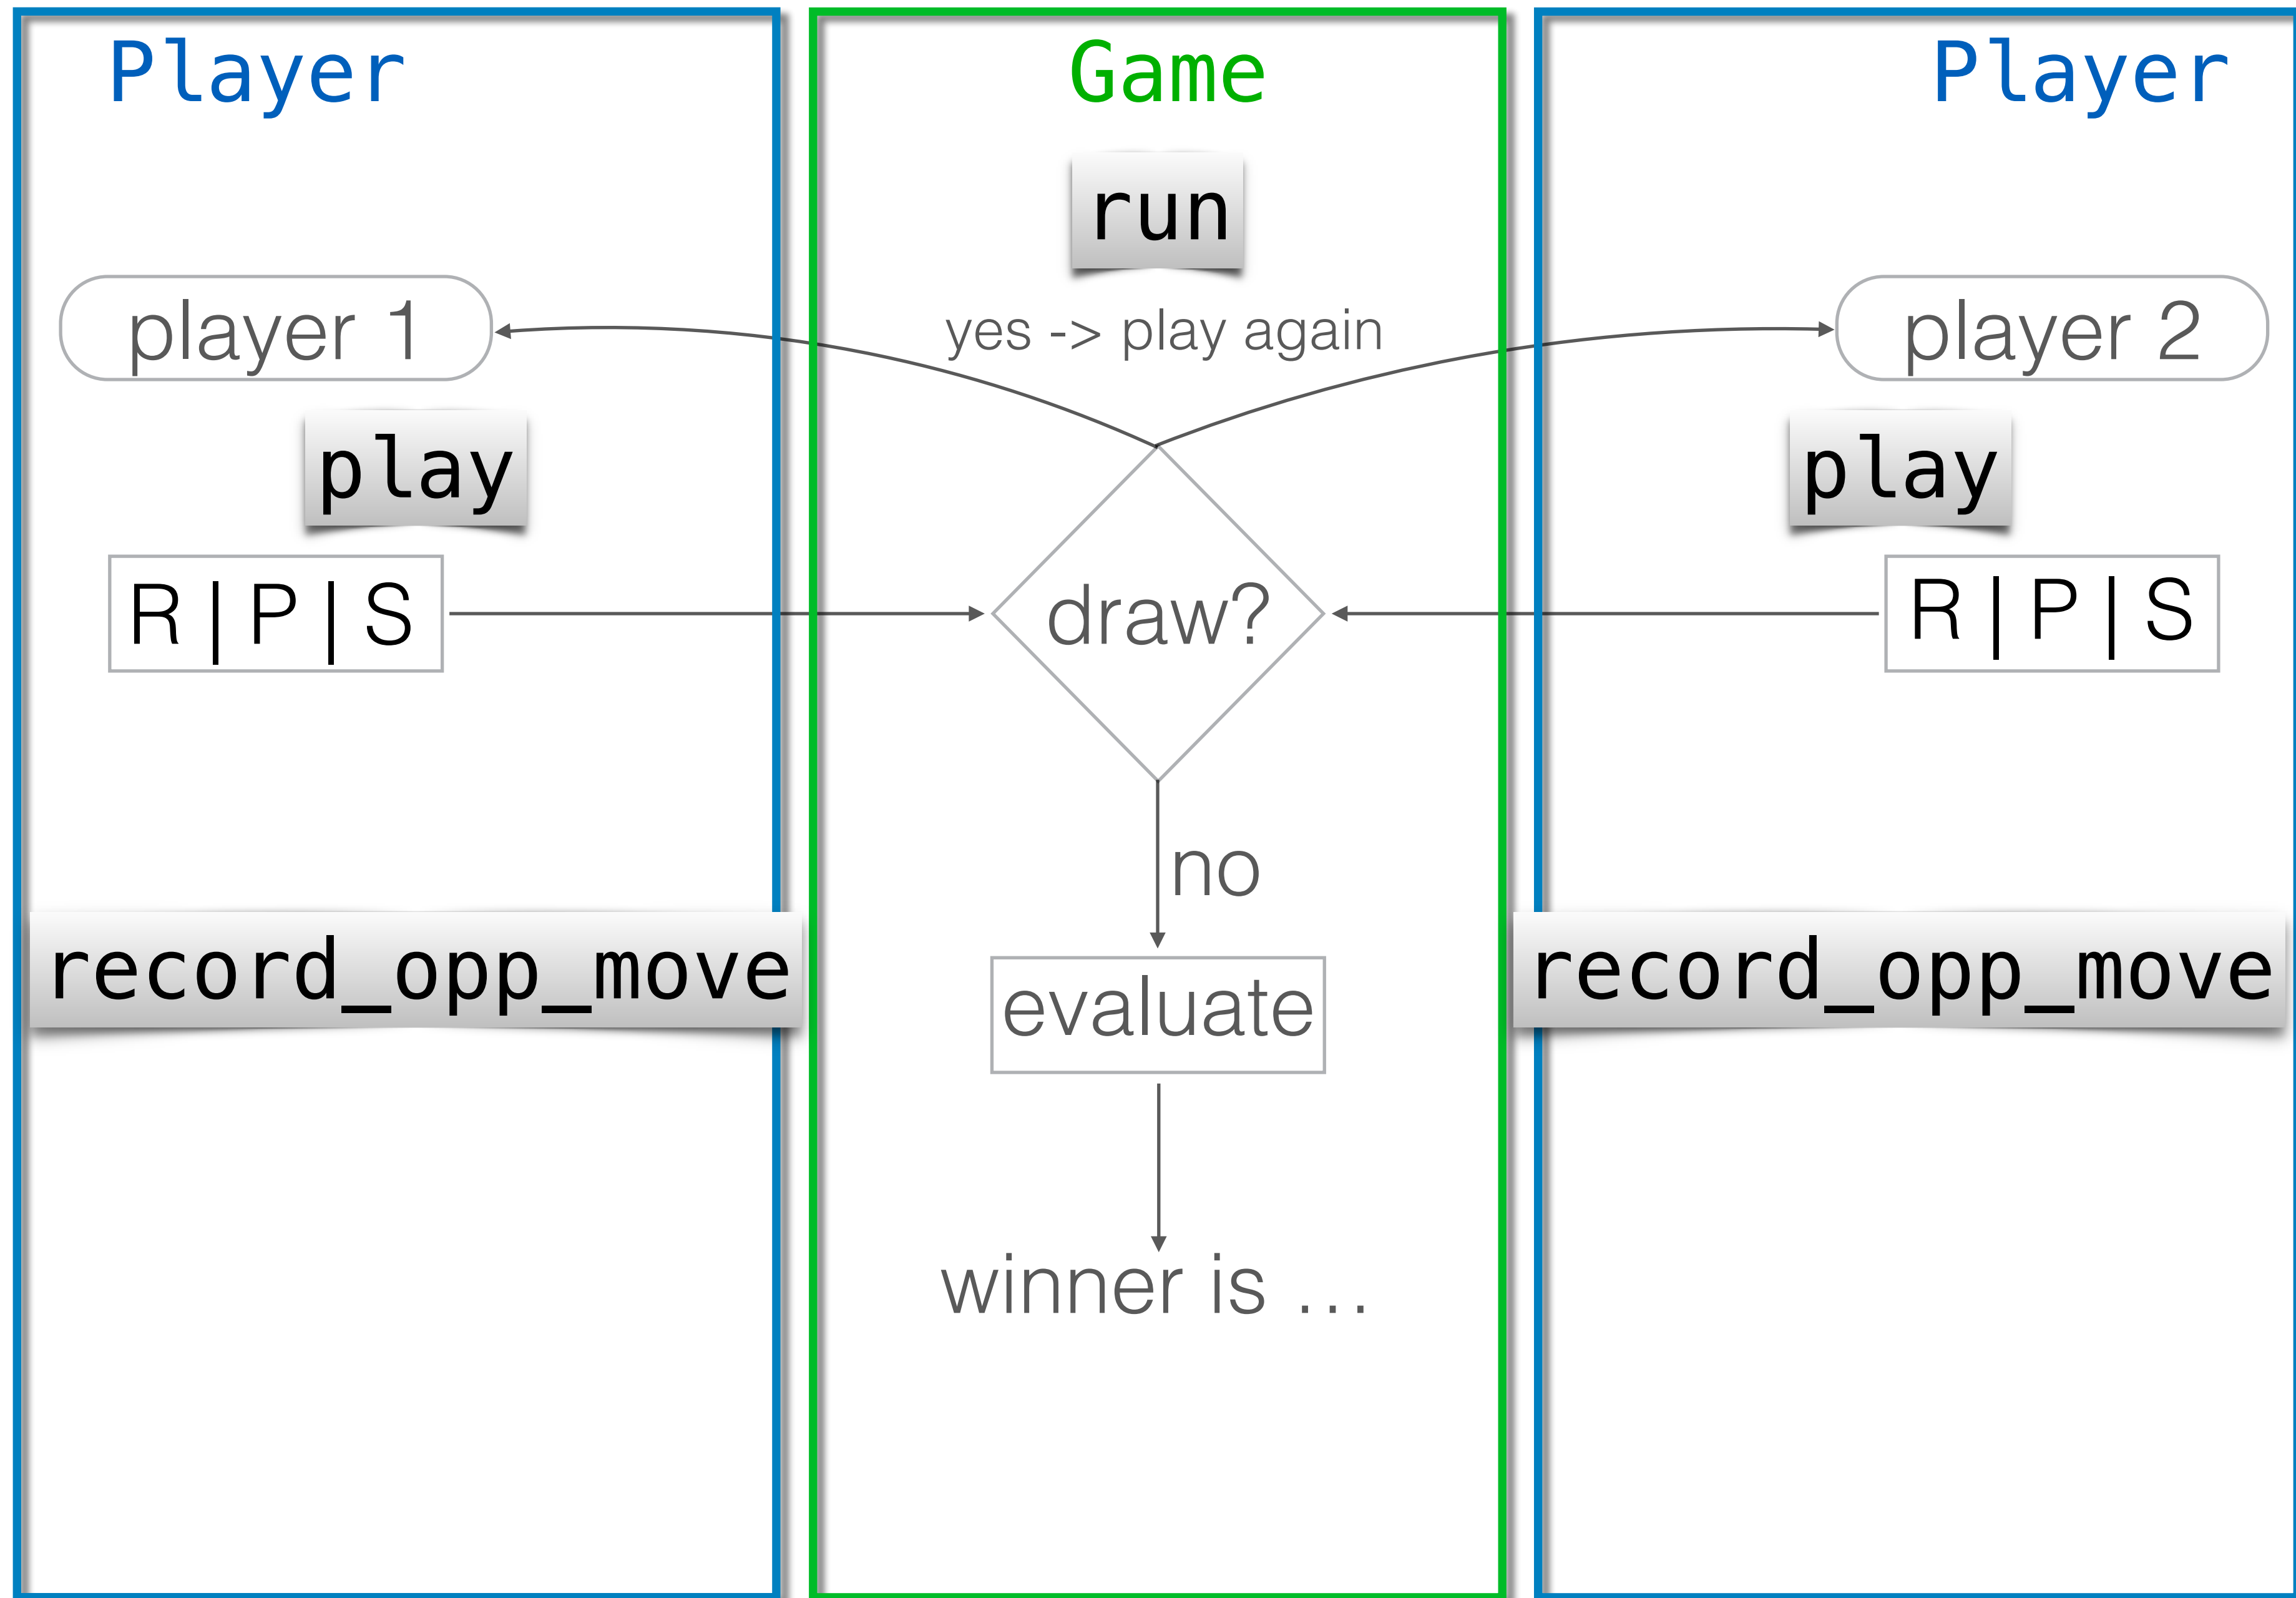 Player
Game
Player
run
yes -> play again
player 1
player 2
play
play
R | P | S
draw?
R | P | S
no
record_opp_move
evaluate
record_opp_move
winner is …